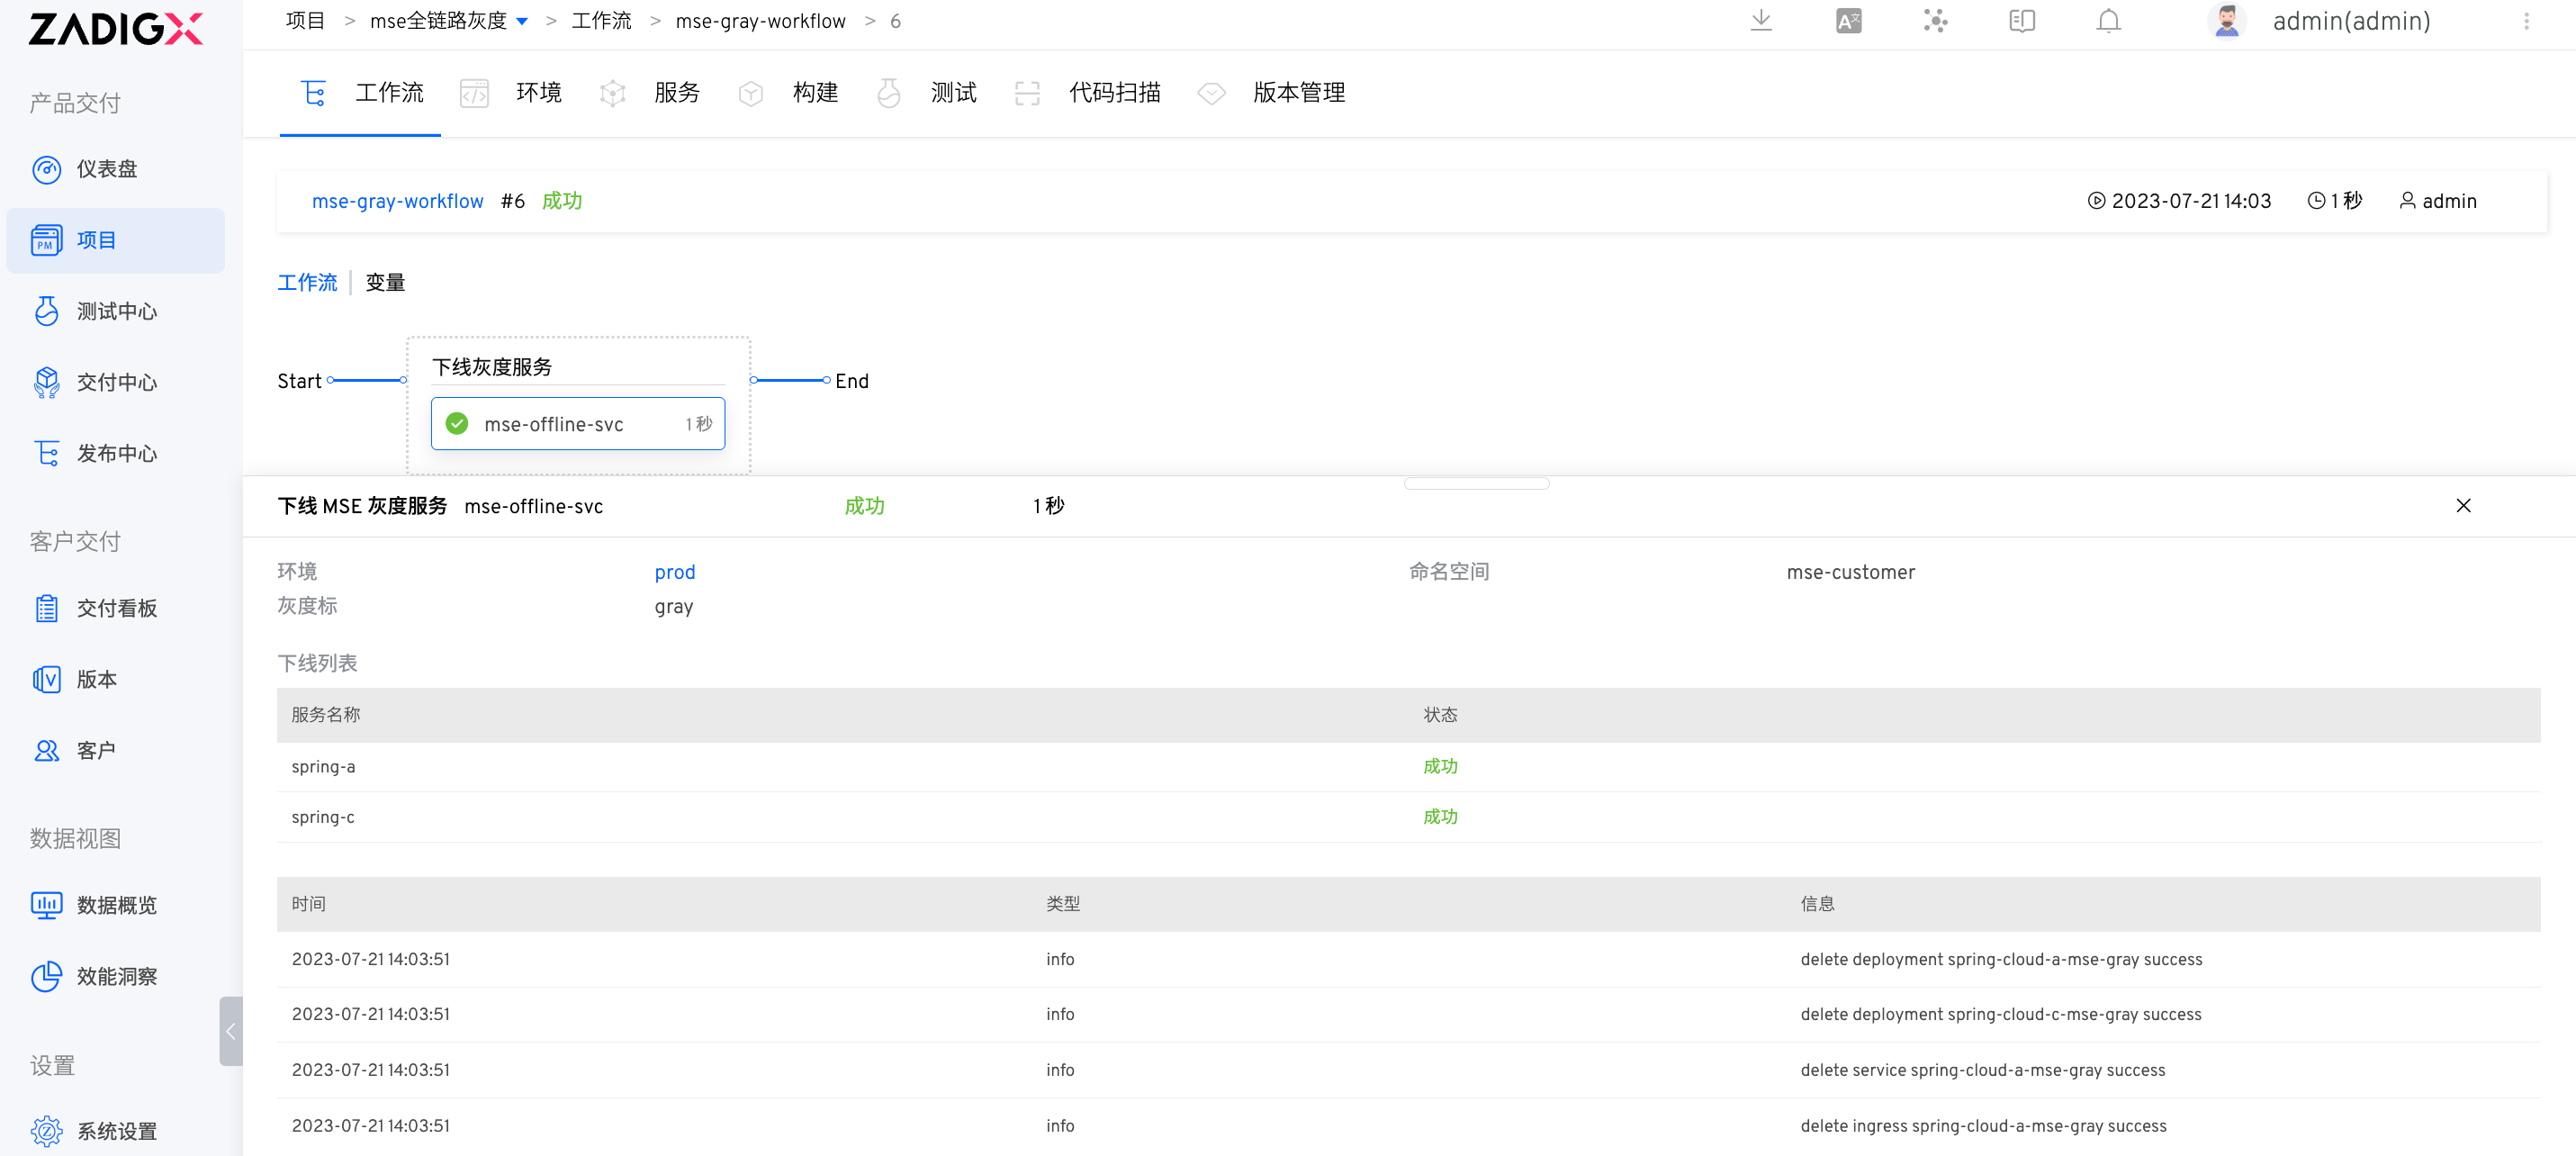 ZADIGX
项目 > mse全链路灰度 > 工作流 > mse-gray-workflow > 6
admin(admin)
产品交付
仪表盘
项目
测试中心
交付中心
发布中心
客户交付
交付看板
版本
客户
数据视图
数据概览
效能洞察
设置
系统设置
工作流 环境 服务 构建 测试 代码扫描 版本管理
mse-gray-workflow #6 成功 2023-07-21 14:03 1 秒 admin
工作流 | 变量
下线灰度服务
Start mse-offline-svc 1 秒 End
下线 MSE 灰度服务 mse-offline-svc 成功 1 秒
环境 prod 命名空间 mse-customer
灰度标 gray
下线列表
服务名称 状态
spring-a 成功
spring-c 成功
时间 类型 信息
2023-07-21 14:03:51 info delete deployment spring-cloud-a-mse-gray success
2023-07-21 14:03:51 info delete deployment spring-cloud-c-mse-gray success
2023-07-21 14:03:51 info delete service spring-cloud-a-mse-gray success
2023-07-21 14:03:51 info delete ingress spring-cloud-a-mse-gray success